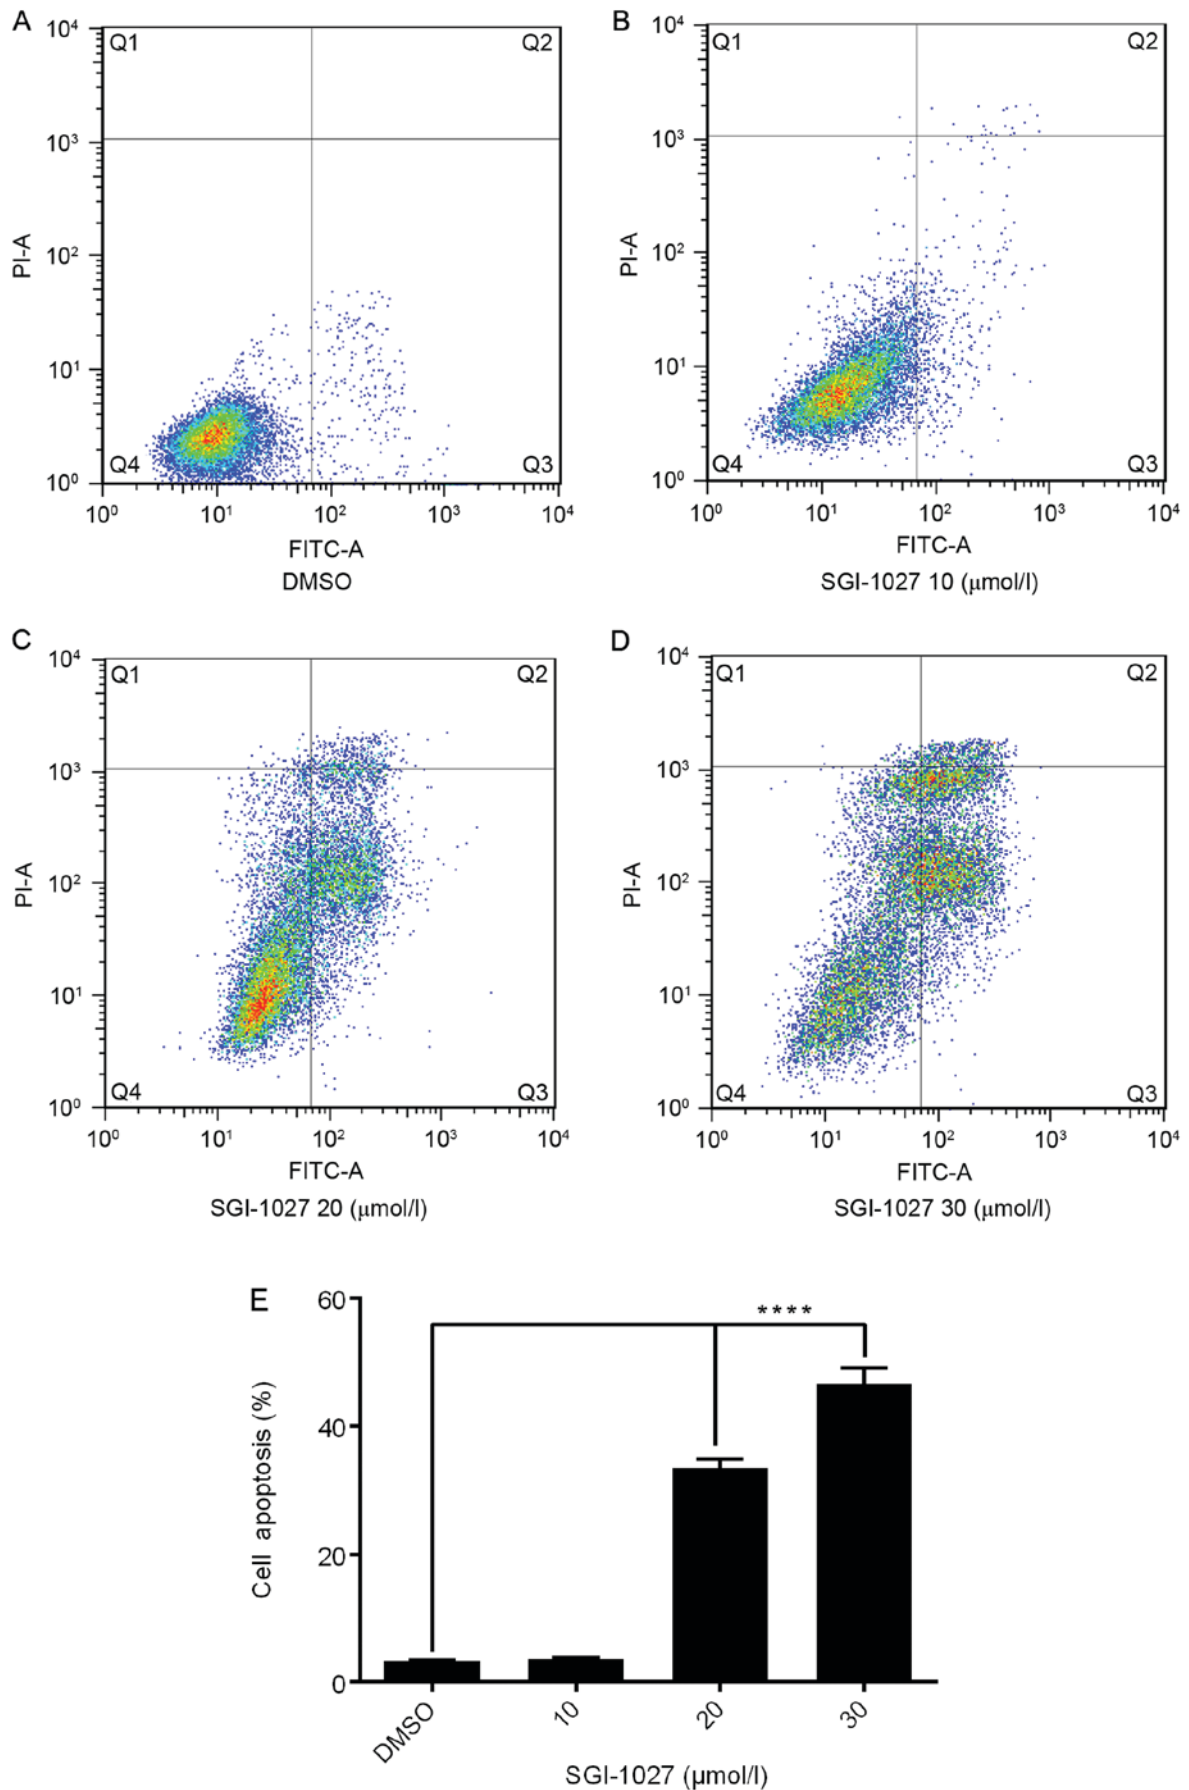 A
10⁴
Q1
Q2
10³
10²
10¹
Q4
Q3
10⁰
PI-A
10⁰ 10¹ 10² 10³ 10⁴
FITC-A
DMSO
B
10⁴
Q1
Q2
10³
10²
10¹
Q4
Q3
10⁰
PI-A
10⁰ 10¹ 10² 10³ 10⁴
FITC-A
SGI-1027 10 (μmol/l)
C
10⁴
Q1
Q2
10³
10²
10¹
Q4
Q3
10⁰
PI-A
10⁰ 10¹ 10² 10³ 10⁴
FITC-A
SGI-1027 20 (μmol/l)
D
10⁴
Q1
Q2
10³
10²
10¹
Q4
Q3
10⁰
PI-A
10⁰ 10¹ 10² 10³ 10⁴
FITC-A
SGI-1027 30 (μmol/l)
E
60
****
40
20
0
Cell apoptosis (%)
DMSO 10 20 30
SGI-1027 (μmol/l)